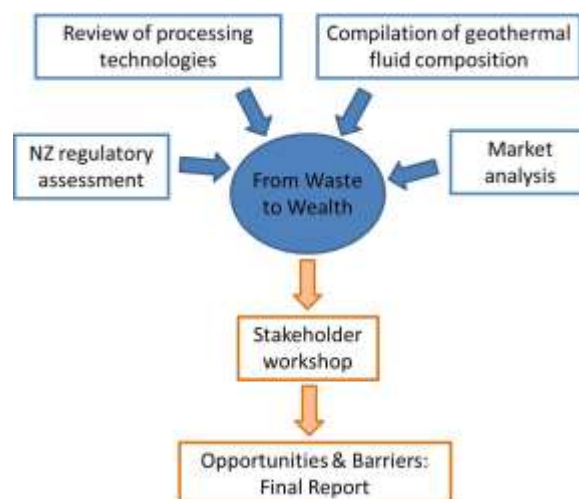 Review of processing
technologies
Compilation of geothermal
fluid composition
NZ regulatory
assessment
From Waste
to Wealth
Market
analysis
Stakeholder
workshop
Opportunities & Barriers:
Final Report